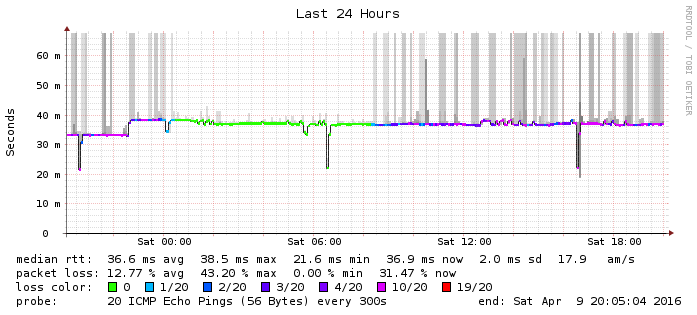 Last 24 Hours
RRDTOOL / TOBI OETIKER
Seconds
60 m
50 m
40 m
30 m
20 m
10 m
0
Sat 00:00 Sat 06:00 Sat 12:00 Sat 18:00
median rtt: 36.6 ms avg 38.5 ms max 21.6 ms min 36.9 ms now 2.0 ms sd 17.9 am/s
packet loss: 12.77 % avg 43.20 % max 0.00 % min 31.47 % now
loss color: 0 1/20 2/20 3/20 4/20 10/20 19/20
probe: 20 ICMP Echo Pings (56 Bytes) every 300s end: Sat Apr 9 20:05:04 2016